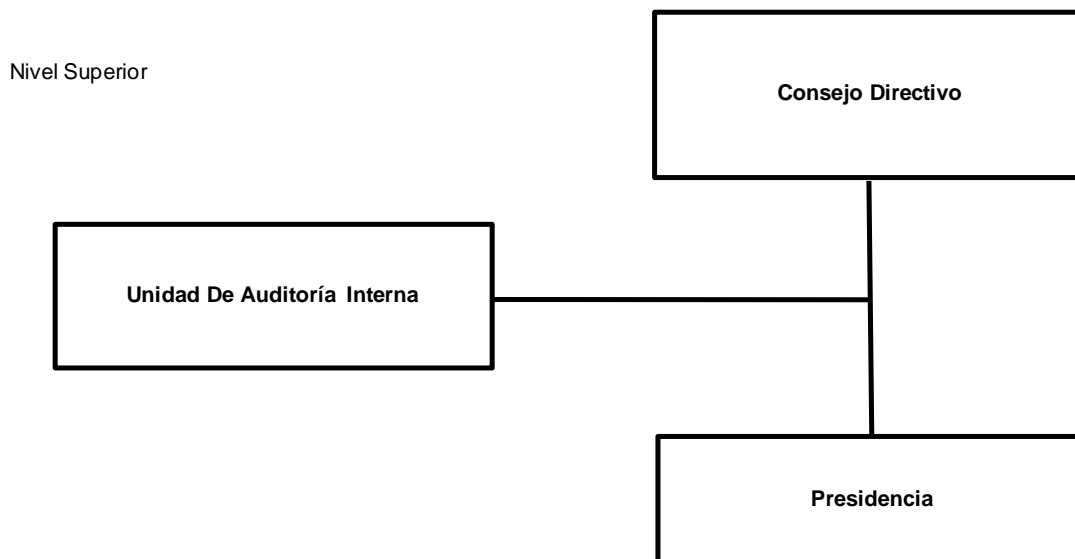 Nivel Superior
Consejo Directivo
Unidad De Auditoría Interna
Presidencia